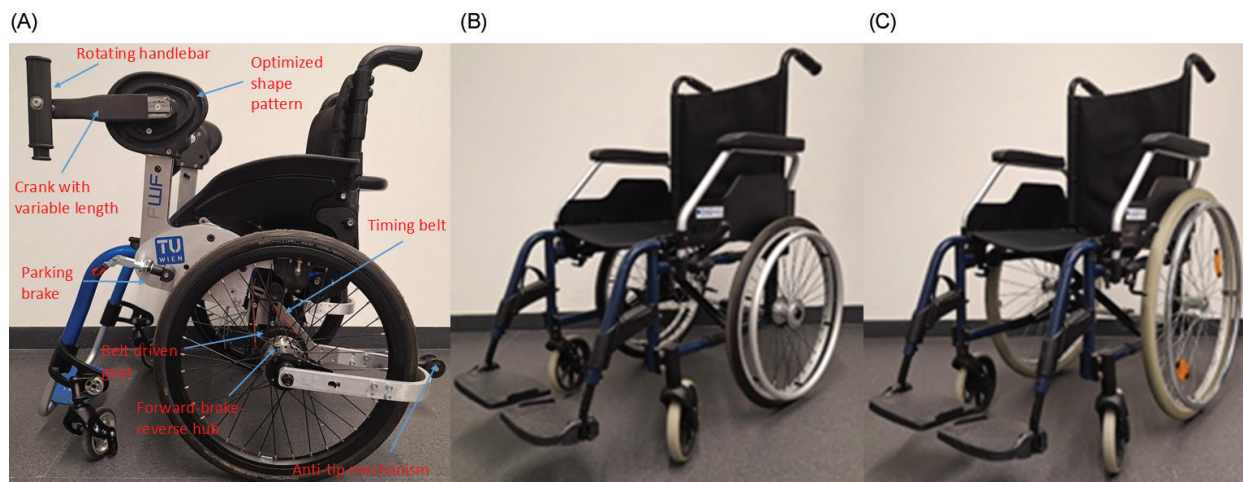 (A)
(B)
(C)
Rotating handlebar
Optimized
shape
pattern
Crank with
variable length
FWF
Timing belt
TU
WIEN
Parking
brake
Belt driven
gear
Forward-brake
reverse hub
Anti-tip mechanism